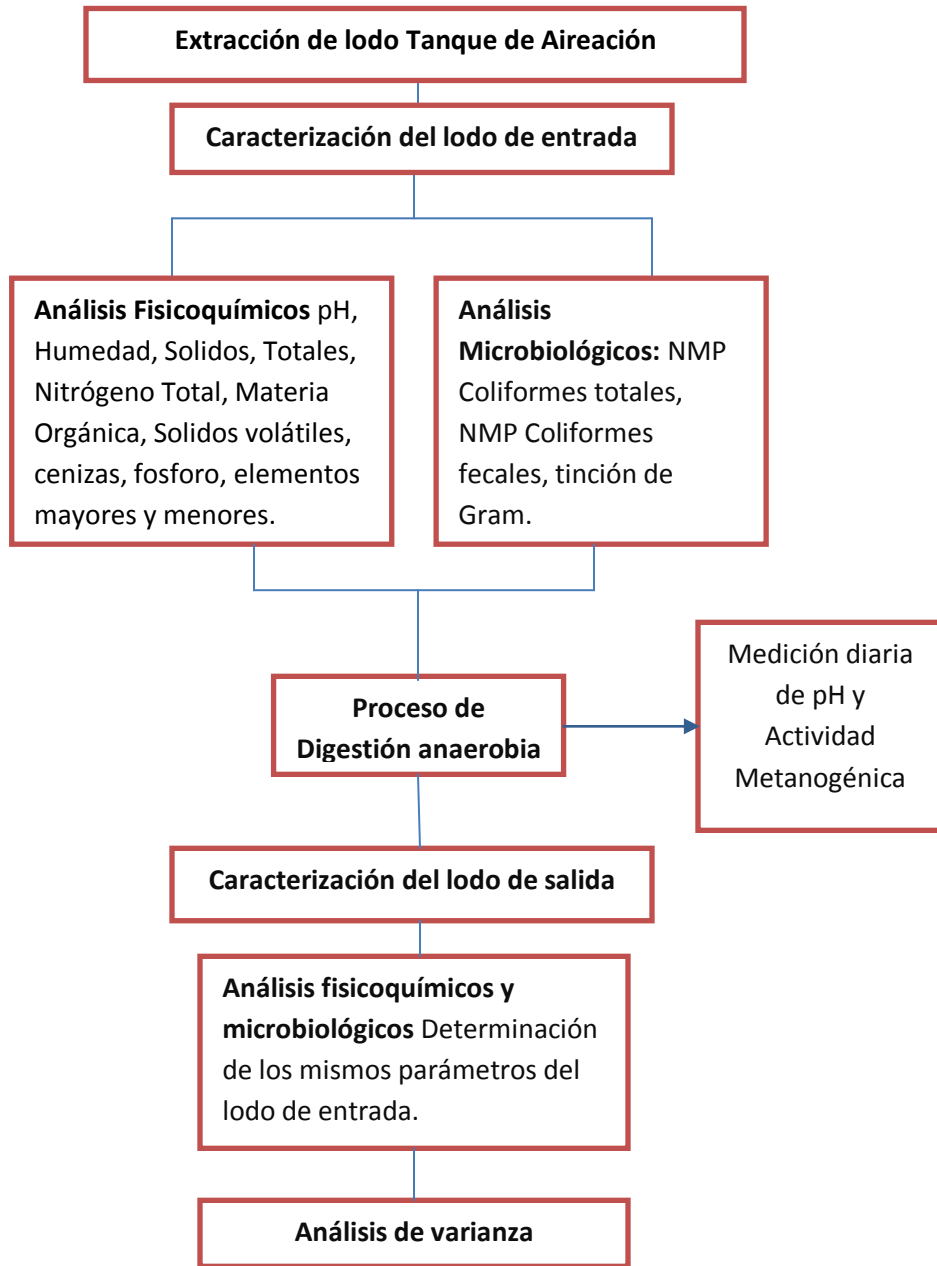 Extracción de lodo Tanque de Aireación
Caracterización del lodo de entrada
Análisis Fisicoquímicos pH,
Humedad, Solidos, Totales,
Nitrógeno Total, Materia
Orgánica, Solidos volátiles,
cenizas, fosforo, elementos
mayores y menores.
Análisis
Microbiológicos: NMP
Coliformes totales,
NMP Coliformes
fecales, tinción de
Gram.
Proceso de
Digestión anaerobia
Medición diaria
de pH y
Actividad
Metanogénica
Caracterización del lodo de salida
Análisis fisicoquímicos y
microbiológicos Determinación
de los mismos parámetros del
lodo de entrada.
Análisis de varianza